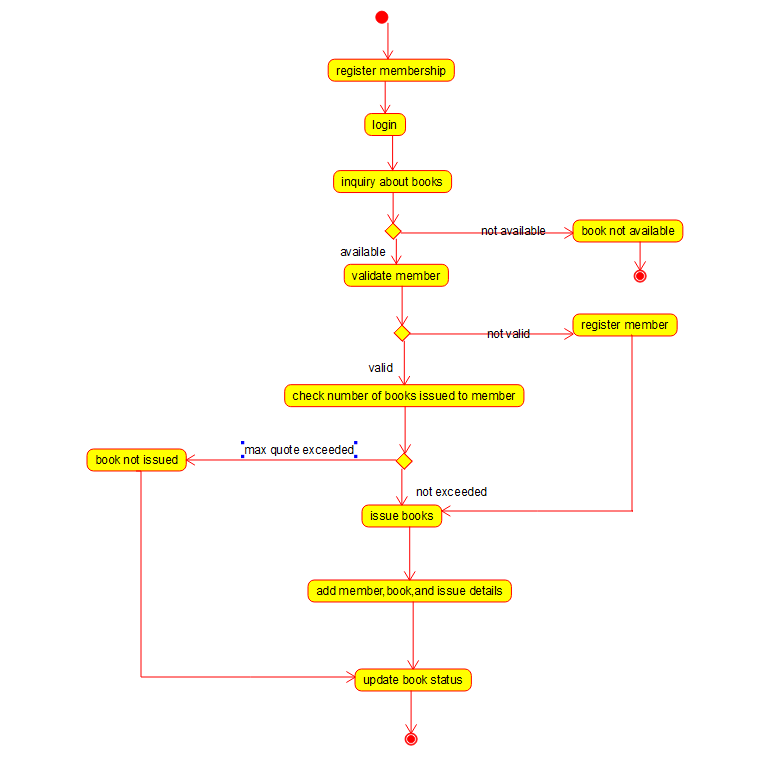 register membership
login
inquiry about books
not available
book not available
available
validate member
not valid
register member
valid
check number of books issued to member
max quote exceeded
book not issued
not exceeded
issue books
add member,book,and issue details
update book status